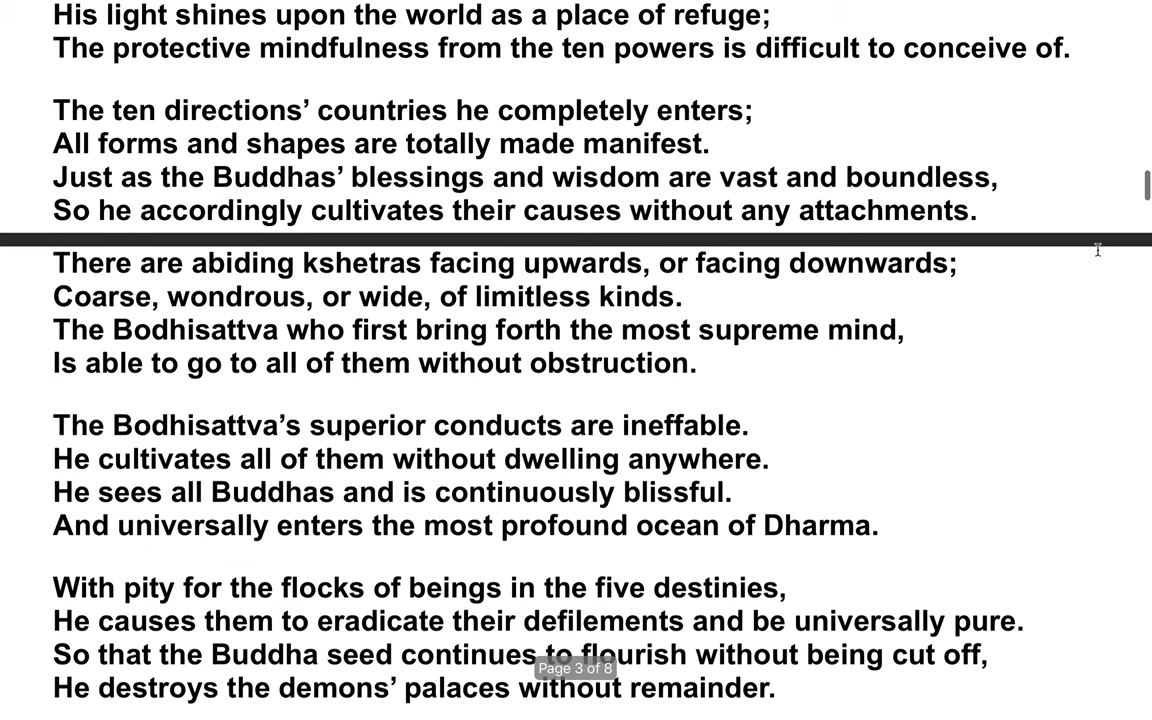 His light shines upon the world as a place of refuge;
The protective mindfulness from the ten powers is difficult to conceive of.
The ten directions’ countries he completely enters;
All forms and shapes are totally made manifest.
Just as the Buddhas’ blessings and wisdom are vast and boundless,
So he accordingly cultivates their causes without any attachments.
There are abiding kshetras facing upwards, or facing downwards;
Coarse, wondrous, or wide, of limitless kinds.
The Bodhisattva who first bring forth the most supreme mind,
Is able to go to all of them without obstruction.
The Bodhisattva’s superior conducts are ineffable.
He cultivates all of them without dwelling anywhere.
He sees all Buddhas and is continuously blissful.
And universally enters the most profound ocean of Dharma.
With pity for the flocks of beings in the five destinies,
He causes them to eradicate their defilements and be universally pure.
So that the Buddha seed continues to flourish without being cut off,
Page 3 of 8
He destroys the demons’ palaces without remainder.